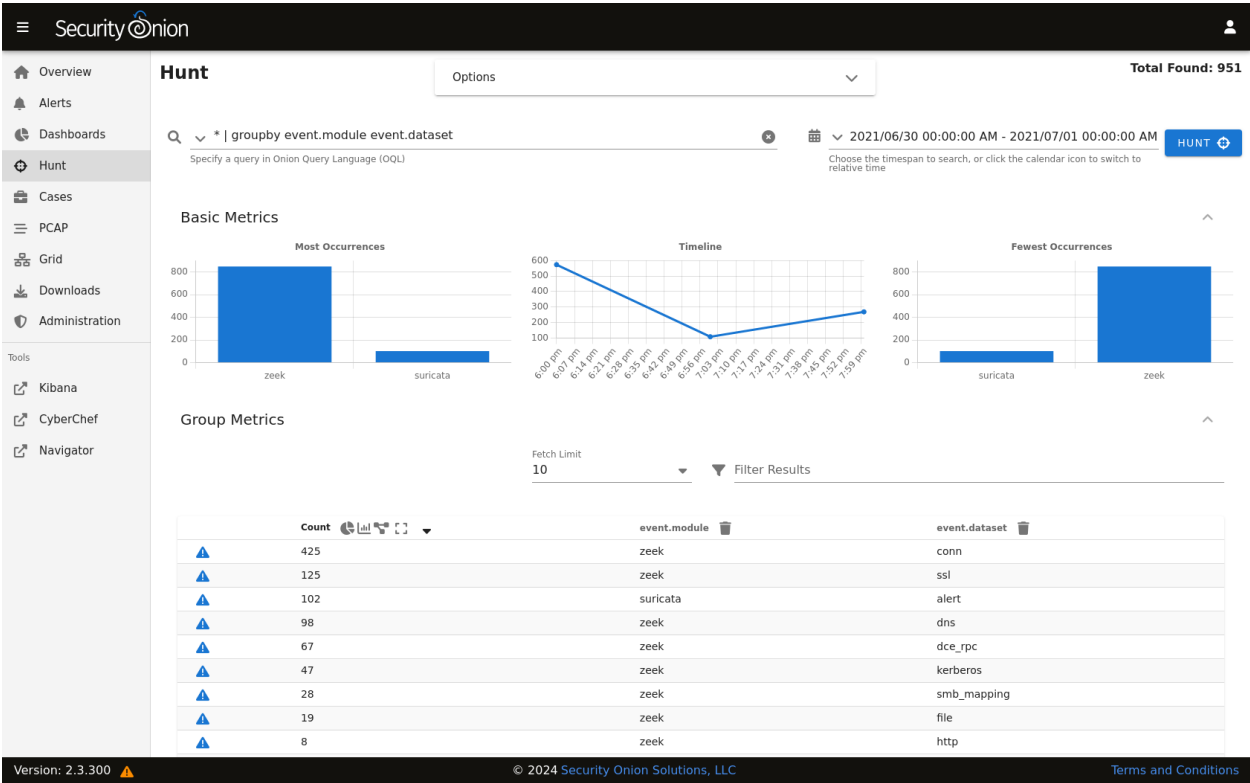 Security Onion
Overview
Alerts
Dashboards
Hunt
Cases
PCAP
Grid
Downloads
Administration
Tools
Kibana
CyberChef
Navigator
Hunt
Options
Total Found: 951
* | groupby event.module event.dataset
Specify a query in Onion Query Language (OQL)
2021/06/30 00:00:00 AM - 2021/07/01 00:00:00 AM
Choose the timespan to search, or click the calendar icon to switch to
relative time
HUNT
Basic Metrics
Most Occurrences
800
600
400
200
0
zeek suricata
Timeline
600
500
400
300
200
100
6:00 pm 6:07 pm 6:14 pm 6:21 pm 6:28 pm 6:35 pm 6:42 pm 6:49 pm 6:56 pm 7:03 pm 7:10 pm 7:17 pm 7:24 pm 7:31 pm 7:38 pm 7:45 pm 7:52 pm 7:59 pm
Fewest Occurrences
800
600
400
200
0
suricata zeek
Group Metrics
Fetch Limit
10
Filter Results
Count event.module event.dataset
425 zeek conn
125 zeek ssl
102 suricata alert
98 zeek dns
67 zeek dce_rpc
47 zeek kerberos
28 zeek smb_mapping
19 zeek file
8 zeek http
Version: 2.3.300
© 2024 Security Onion Solutions, LLC
Terms and Conditions